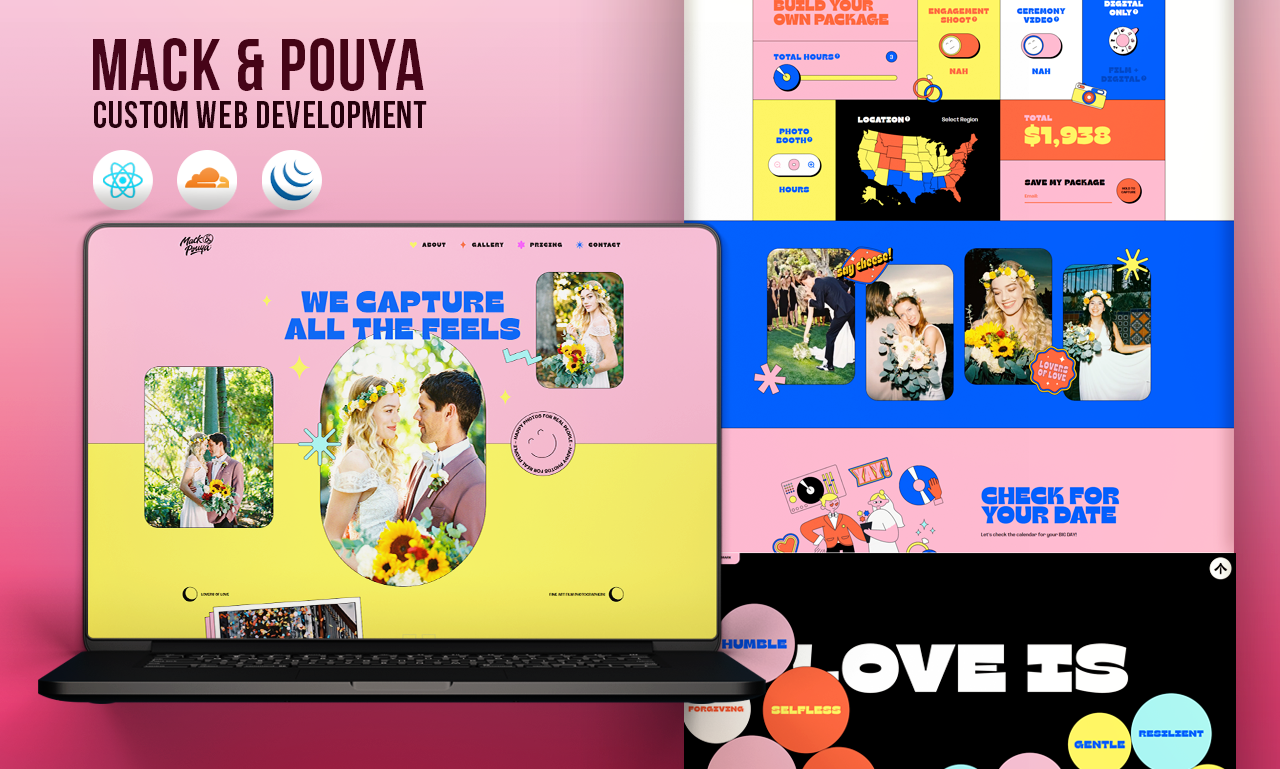 MACK & POUYA
CUSTOM WEB DEVELOPMENT
Mack &
Pouya
ABOUT
GALLERY
PRICING
CONTACT
WE CAPTURE
ALL THE FEELS
HAPPY PHOTOS FOR REAL PEOPLE • HAPPY PHOTOS FOR REAL PEOPLE •
LOVERS OF LOVE
FINE ART FILM PHOTOGRAPHERS
BUILD YOUR
OWN PACKAGE
ENGAGEMENT
SHOOT
NAH
CEREMONY
VIDEO
NAH
DIGITAL
ONLY
FILM +
DIGITAL
TOTAL HOURS
3
PHOTO
BOOTH
HOURS
LOCATION
Select Region
TOTAL
$1,938
SAVE MY PACKAGE
Email
say cheese!
LOVERS
OF LOVE
YAY!
CHECK FOR
YOUR DATE
Let's check the calendar for your BIG DAY!
LOVE IS
HUMBLE
FORGIVING
SELFLESS
GENTLE
RESILIENT